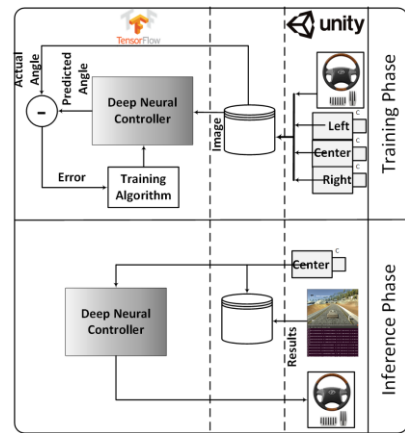 TensorFlow
unity
Actual
Angle
Predicted
Angle
Deep Neural
Controller
Image
Left
Center
Right
C
C
C
Error
Training
Algorithm
Training Phase
Center
C
Deep Neural
Controller
Results
Inference Phase